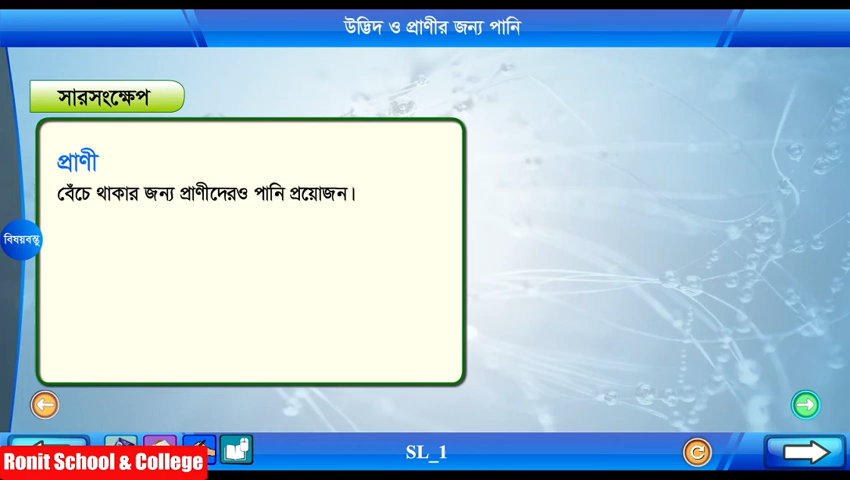 উদ্ভিদ ও প্রাণীর জন্য পানি
সারসংক্ষেপ
প্রাণী
বেঁচে থাকার জন্য প্রাণীদেরও পানি প্রয়োজন।
বিষয়বস্তু
SL_1
Ronit School & College